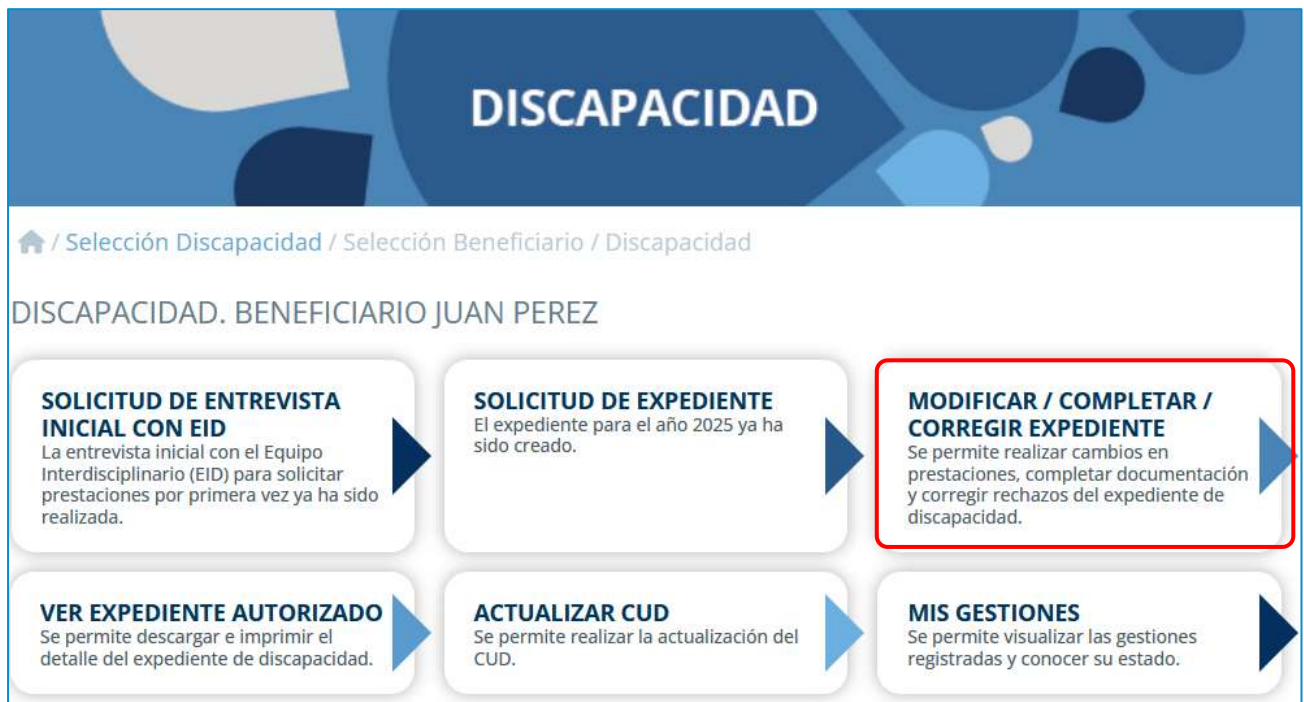 DISCAPACIDAD
/ Selección Discapacidad / Selección Beneficiario / Discapacidad
DISCAPACIDAD. BENEFICIARIO JUAN PEREZ
SOLICITUD DE ENTREVISTA
INICIAL CON EID
La entrevista inicial con el Equipo
Interdisciplinario (EID) para solicitar
prestaciones por primera vez ya ha sido
realizada.
SOLICITUD DE EXPEDIENTE
El expediente para el año 2025 ya ha
sido creado.
MODIFICAR / COMPLETAR /
CORREGIR EXPEDIENTE
Se permite realizar cambios en
prestaciones, completar documentación
y corregir rechazos del expediente de
discapacidad.
VER EXPEDIENTE AUTORIZADO
Se permite descargar e imprimir el
detalle del expediente de discapacidad.
ACTUALIZAR CUD
Se permite realizar la actualización del
CUD.
MIS GESTIONES
Se permite visualizar las gestiones
registradas y conocer su estado.